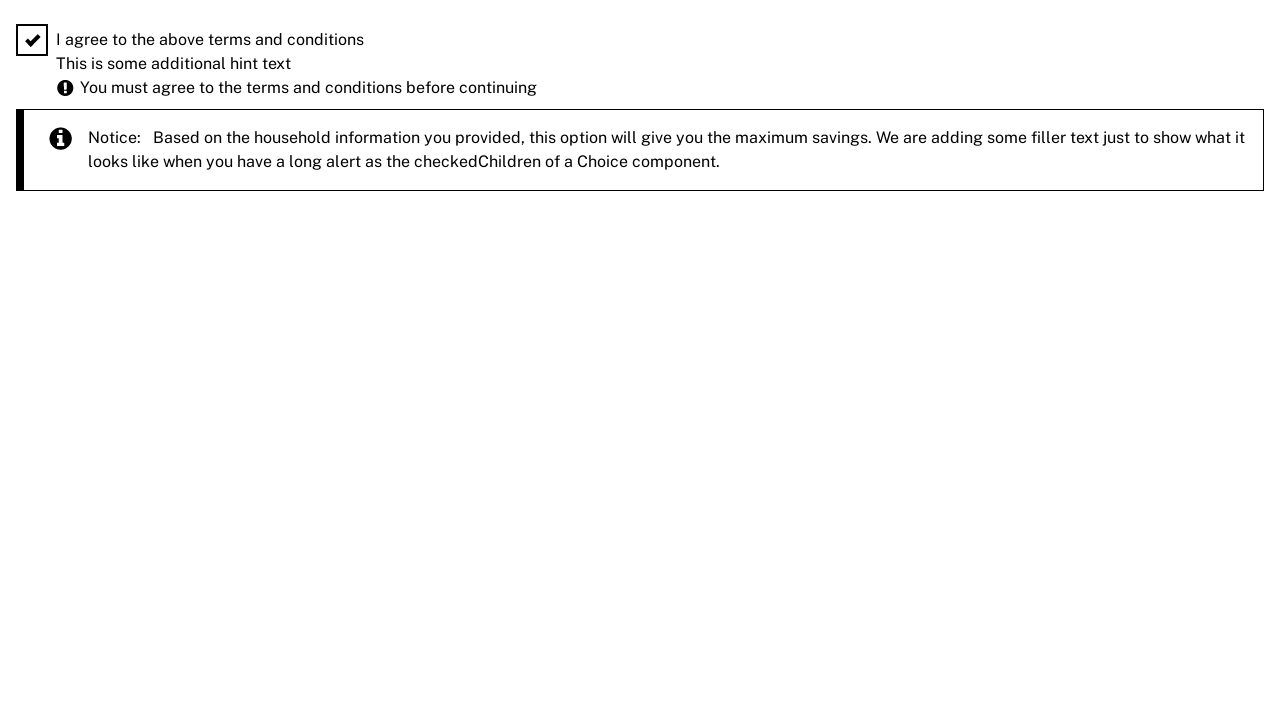 I agree to the above terms and conditions
This is some additional hint text
You must agree to the terms and conditions before continuing
Notice: Based on the household information you provided, this option will give you the maximum savings. We are adding some filler text just to show what it
looks like when you have a long alert as the checkedChildren of a Choice component.